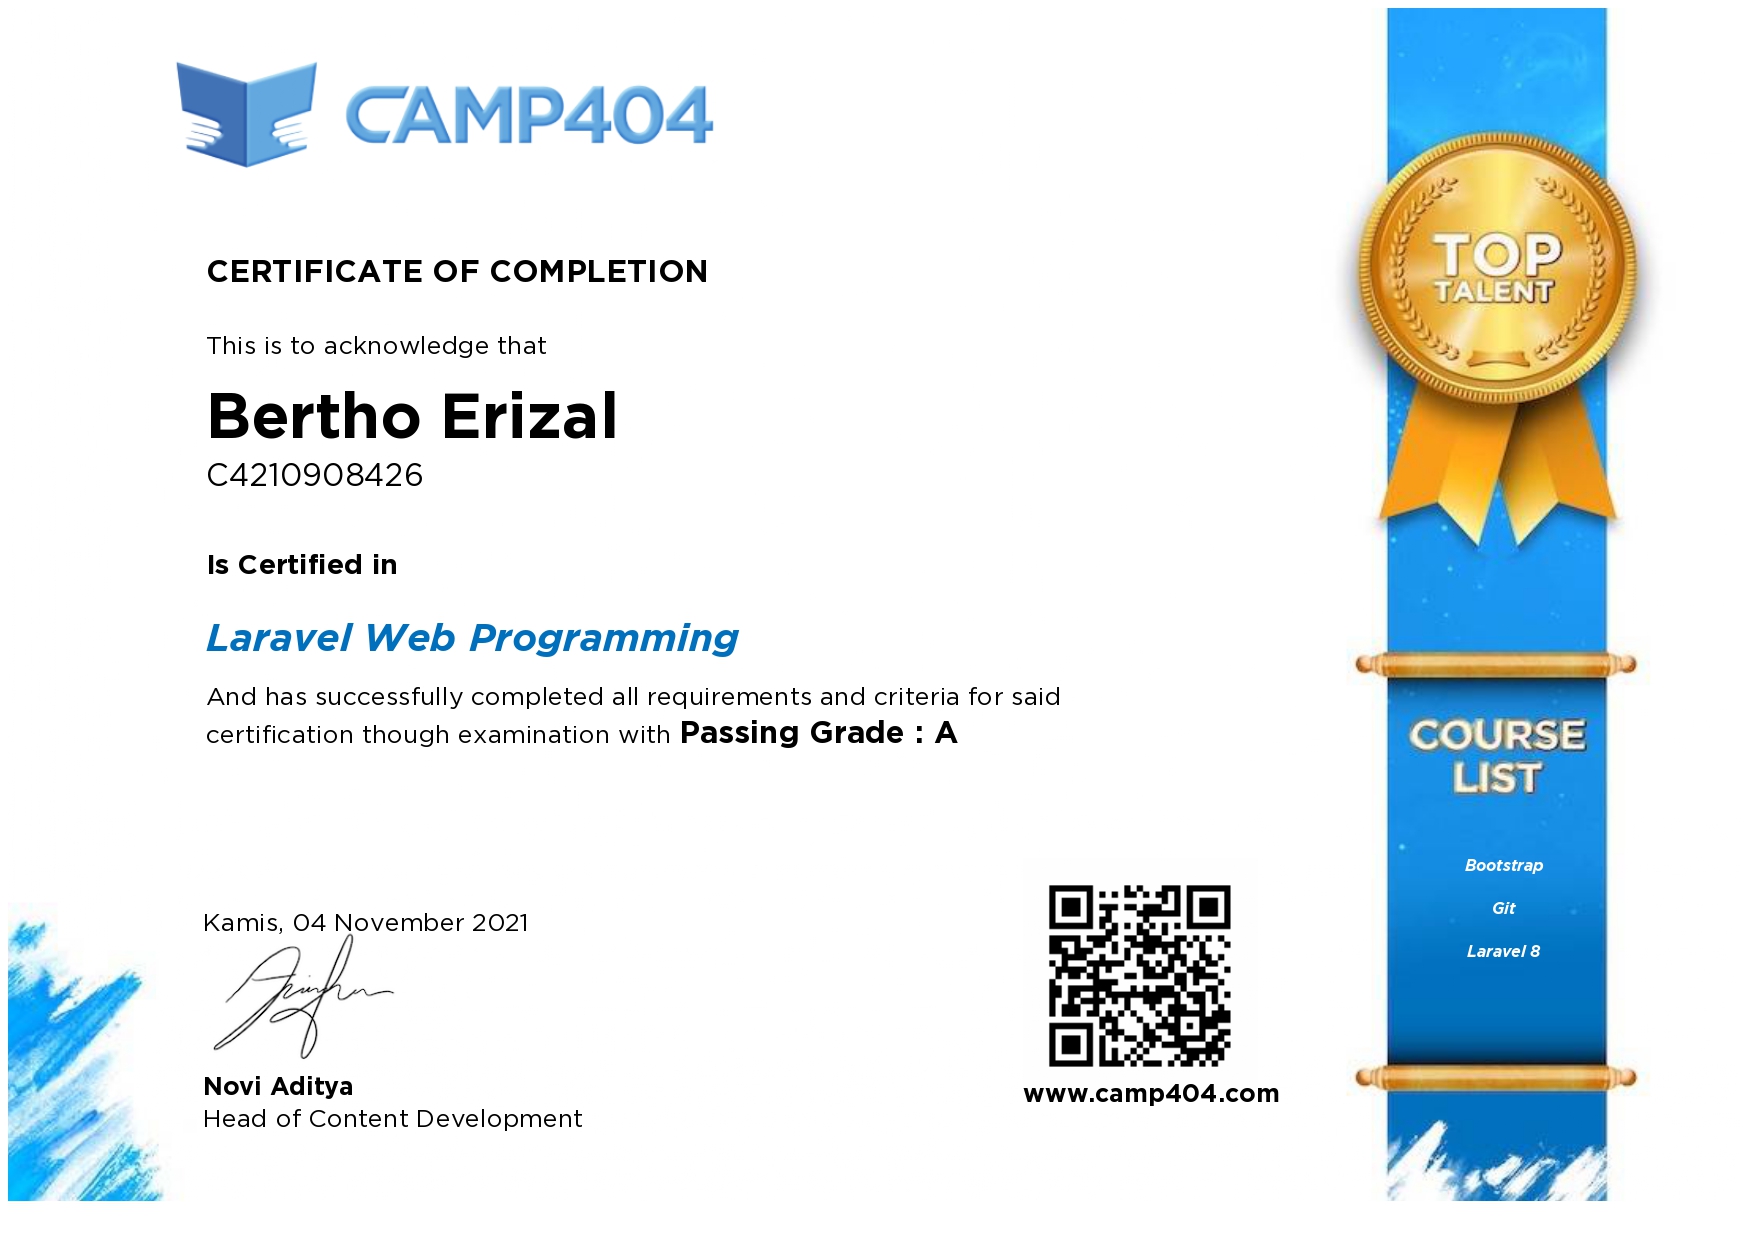 CAMP404
CERTIFICATE OF COMPLETION
This is to acknowledge that
Bertho Erizal
C4210908426
Is Certified in
Laravel Web Programming
And has successfully completed all requirements and criteria for said
certification though examination with Passing Grade : A
Kamis, 04 November 2021
Novi Aditya
Head of Content Development
www.camp404.com
TOP
TALENT
COURSE
LIST
Bootstrap
Git
Laravel 8